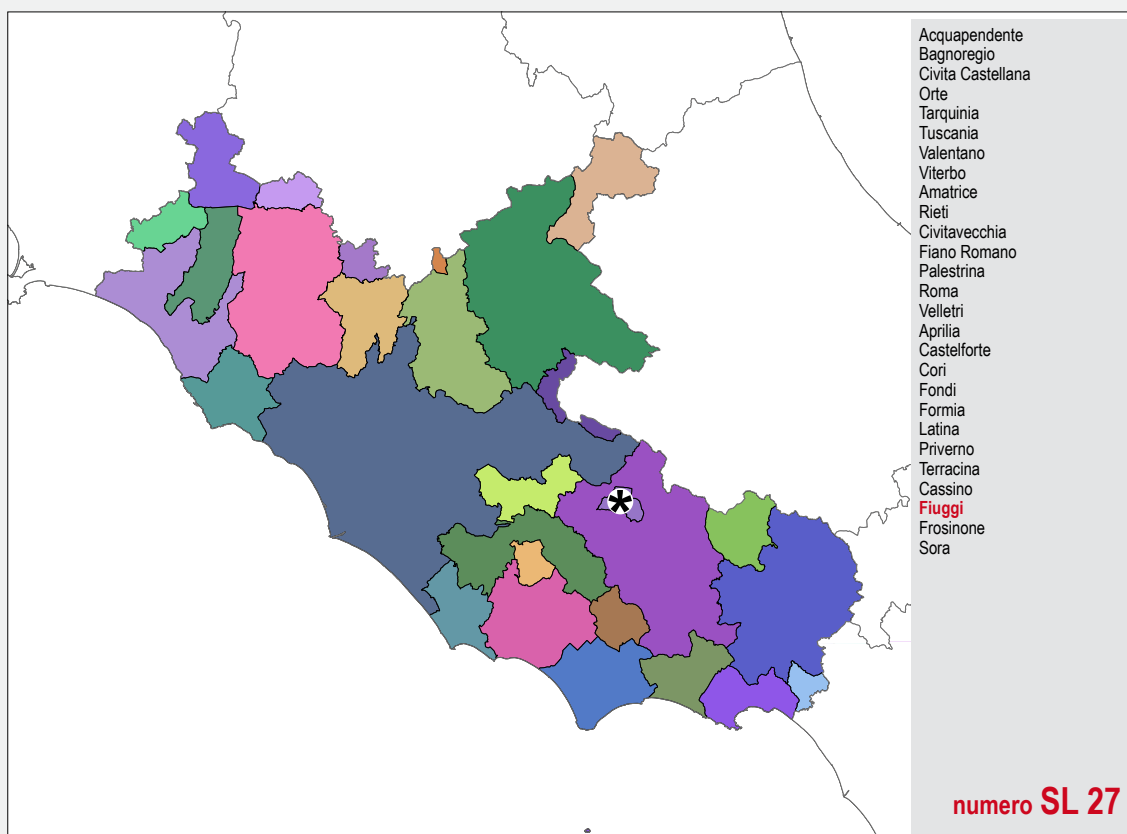 Acquapendente
Bagnoregio
Civita Castellana
Orte
Tarquinia
Tuscania
Valentano
Viterbo
Amatrice
Rieti
Civitavecchia
Fiano Romano
Palestrina
Roma
Velletri
Aprilia
Castelforte
Cori
Fondi
Formia
Latina
Priverno
Terracina
Cassino
Fiuggi
Frosinone
Sora
*
numero SL 27